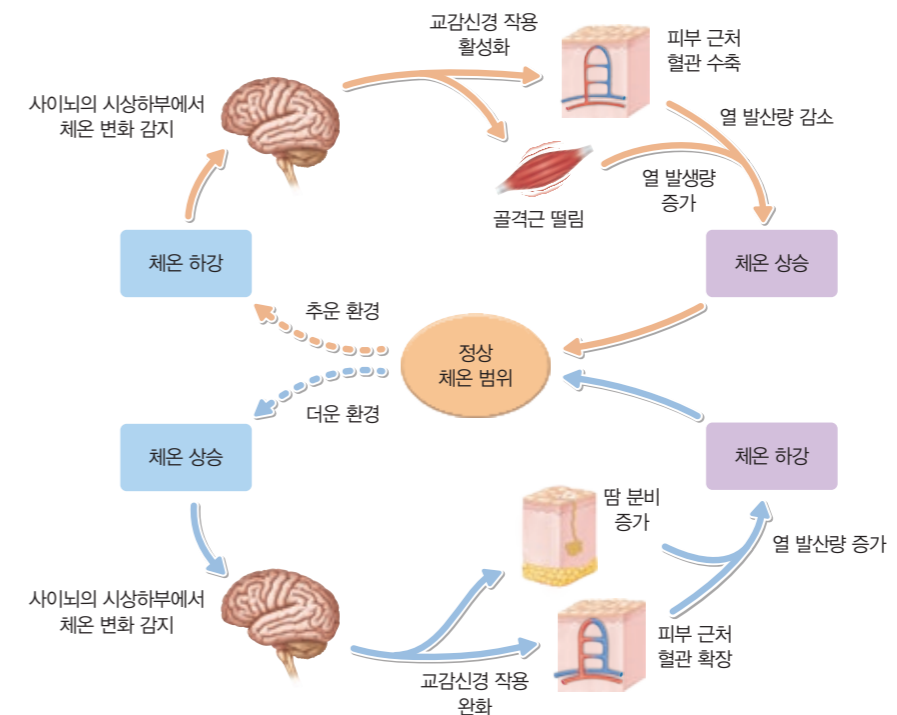 교감신경 작용
활성화
피부 근처
혈관 수축
사이뇌의 시상하부에서
체온 변화 감지
열 발산량 감소
열 발생량
증가
골격근 떨림
체온 하강
체온 상승
추운 환경
정상
체온 범위
더운 환경
체온 상승
체온 하강
땀 분비
증가
열 발산량 증가
사이뇌의 시상하부에서
체온 변화 감지
피부 근처
혈관 확장
교감신경 작용
완화